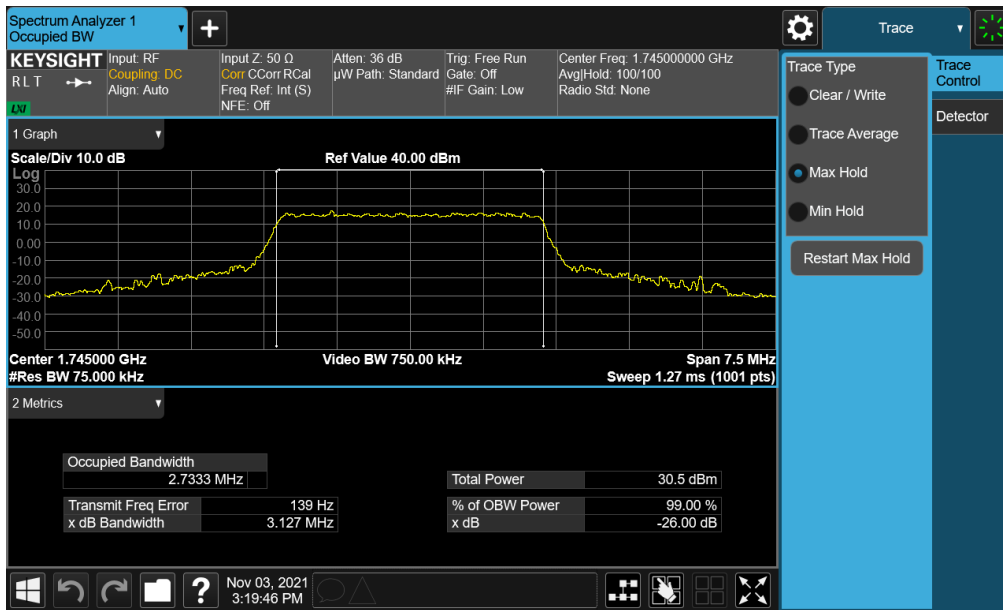 Spectrum Analyzer 1
Occupied BW
+
Trace
KEYSIGHT
R L T
LXI
Input: RF
Coupling: DC
Align: Auto
Input Z: 50 Ω
Corr CCorr RCal
Freq Ref: Int (S)
NFE: Off
Atten: 36 dB
µW Path: Standard
Trig: Free Run
Gate: Off
#IF Gain: Low
Center Freq: 1.745000000 GHz
Avg|Hold: 100/100
Radio Std: None
Trace Type
Clear / Write
Trace Average
Max Hold
Min Hold
Restart Max Hold
Trace
Control
Detector
1 Graph
Scale/Div 10.0 dB
Ref Value 40.00 dBm
Log
30.0
20.0
10.0
0.00
-10.0
-20.0
-30.0
-40.0
-50.0
Center 1.745000 GHz
Video BW 750.00 kHz
Span 7.5 MHz
#Res BW 75.000 kHz
Sweep 1.27 ms (1001 pts)
2 Metrics
Occupied Bandwidth
2.7333 MHz
Total Power 30.5 dBm
Transmit Freq Error 139 Hz
% of OBW Power 99.00 %
x dB Bandwidth 3.127 MHz
x dB -26.00 dB
?
Nov 03, 2021
3:19:46 PM